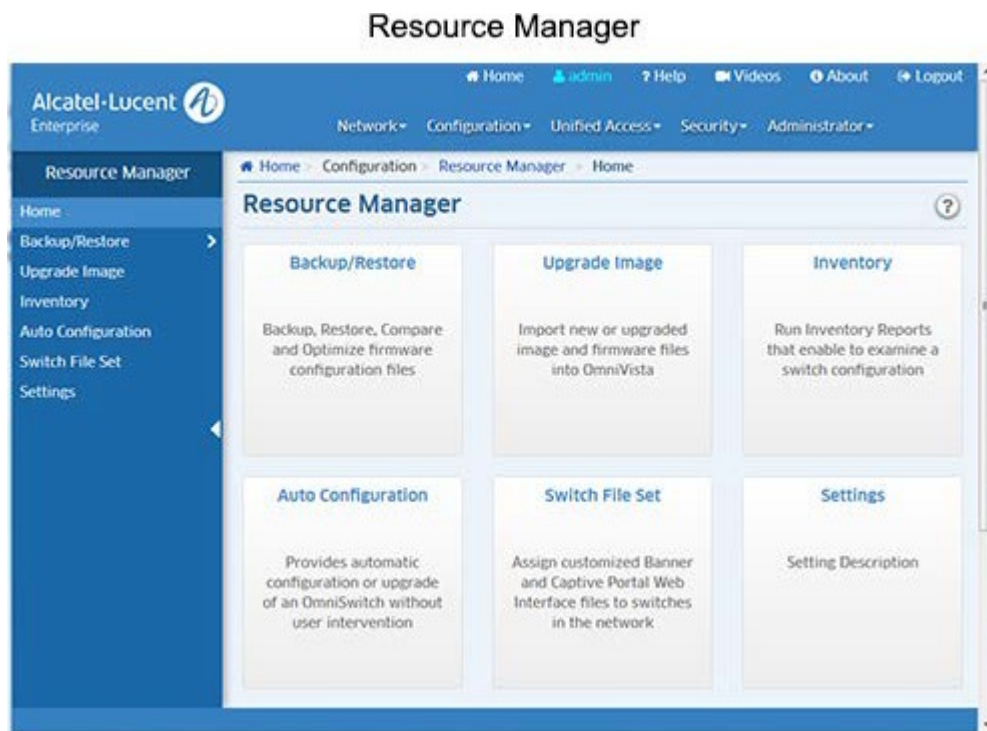 Resource Manager
Home admin ? Help Videos About Logout
Alcatel·Lucent
Enterprise
Network Configuration Unified Access Security Administrator
Resource Manager
Home
Backup/Restore
Upgrade Image
Inventory
Auto Configuration
Switch File Set
Settings
Home > Configuration > Resource Manager > Home
Resource Manager
?
Backup/Restore
Backup, Restore, Compare
and Optimize firmware
configuration files
Upgrade Image
Import new or upgraded
image and firmware files
into OmniVista
Inventory
Run Inventory Reports
that enable to examine a
switch configuration
Auto Configuration
Provides automatic
configuration or upgrade
of an OmniSwitch without
user intervention
Switch File Set
Assign customized Banner
and Captive Portal Web
Interface files to switches
in the network
Settings
Setting Description